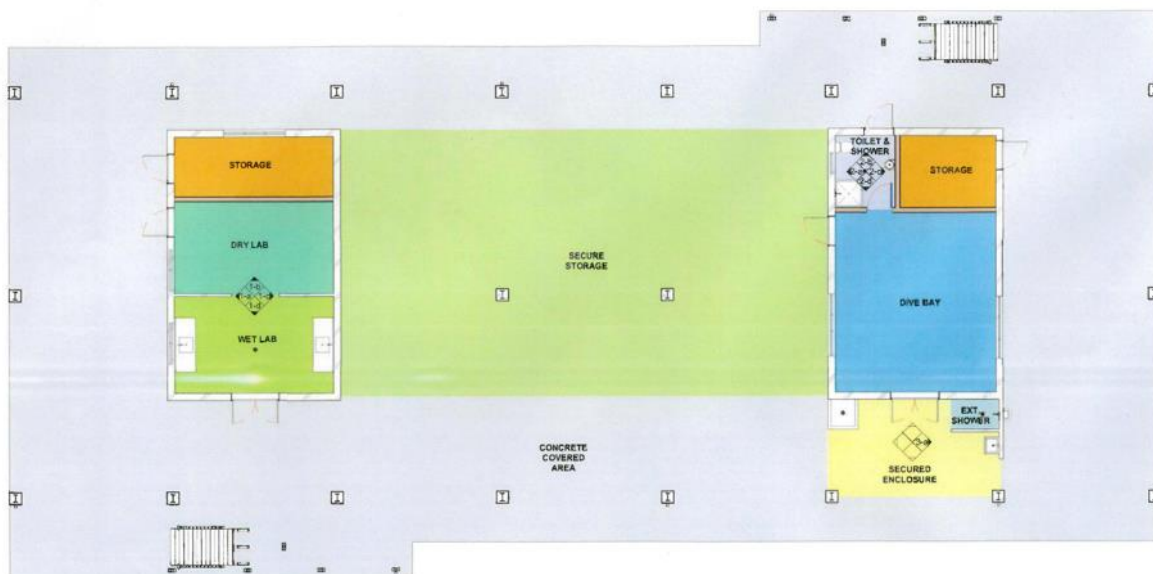 TOILET &
SHOWER
STORAGE
STORAGE
DRY LAB
SECURE
STORAGE
DIVE BAY
WET LAB
EXT.
SHOWER
CONCRETE
COVERED
AREA
SECURED
ENCLOSURE